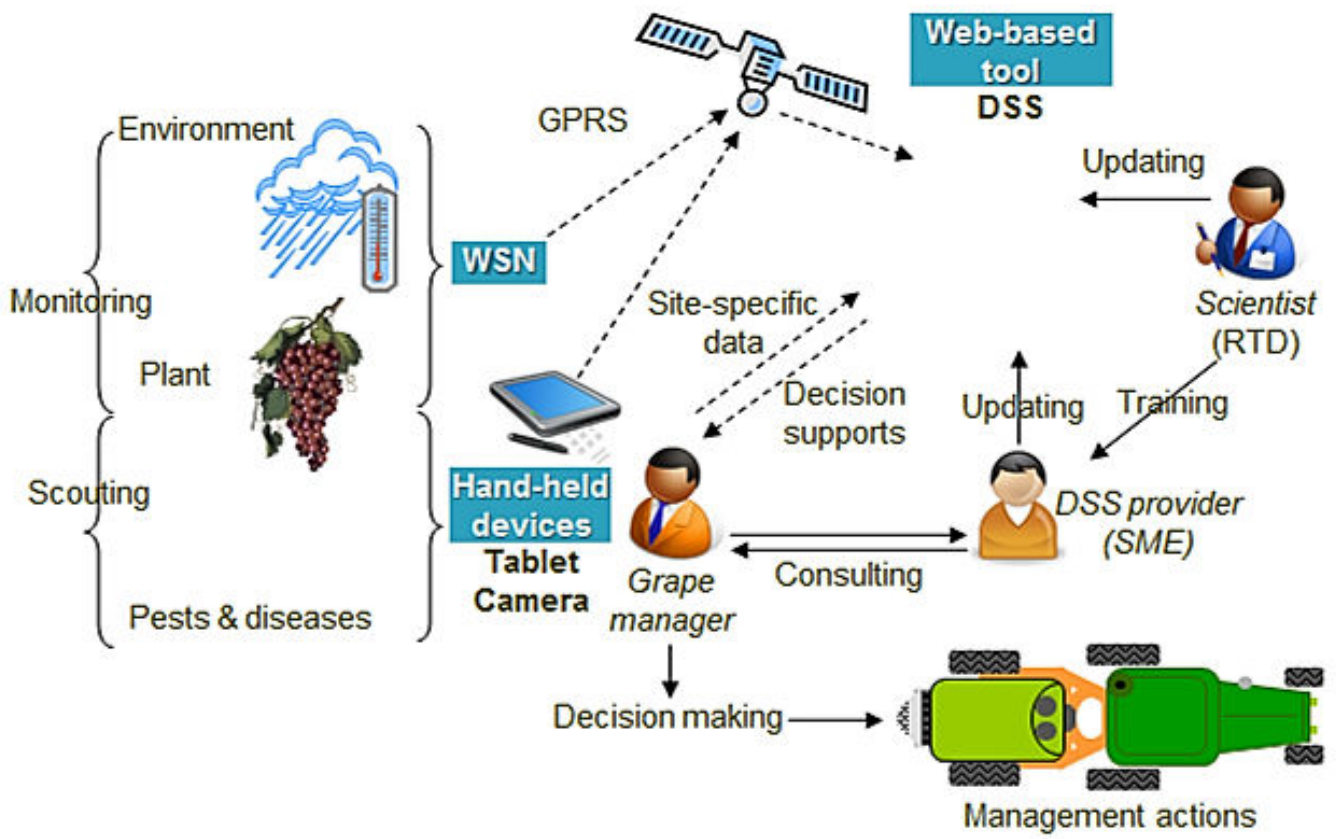 Web-based
tool
DSS
GPRS
Environment
Updating
WSN
Monitoring
Site-specific
data
Scientist
(RTD)
Plant
Decision
supports
Updating
Training
Scouting
Hand-held
devices
Tablet
Camera
DSS provider
(SME)
Grape
manager
Consulting
Pests & diseases
Decision making
Management actions